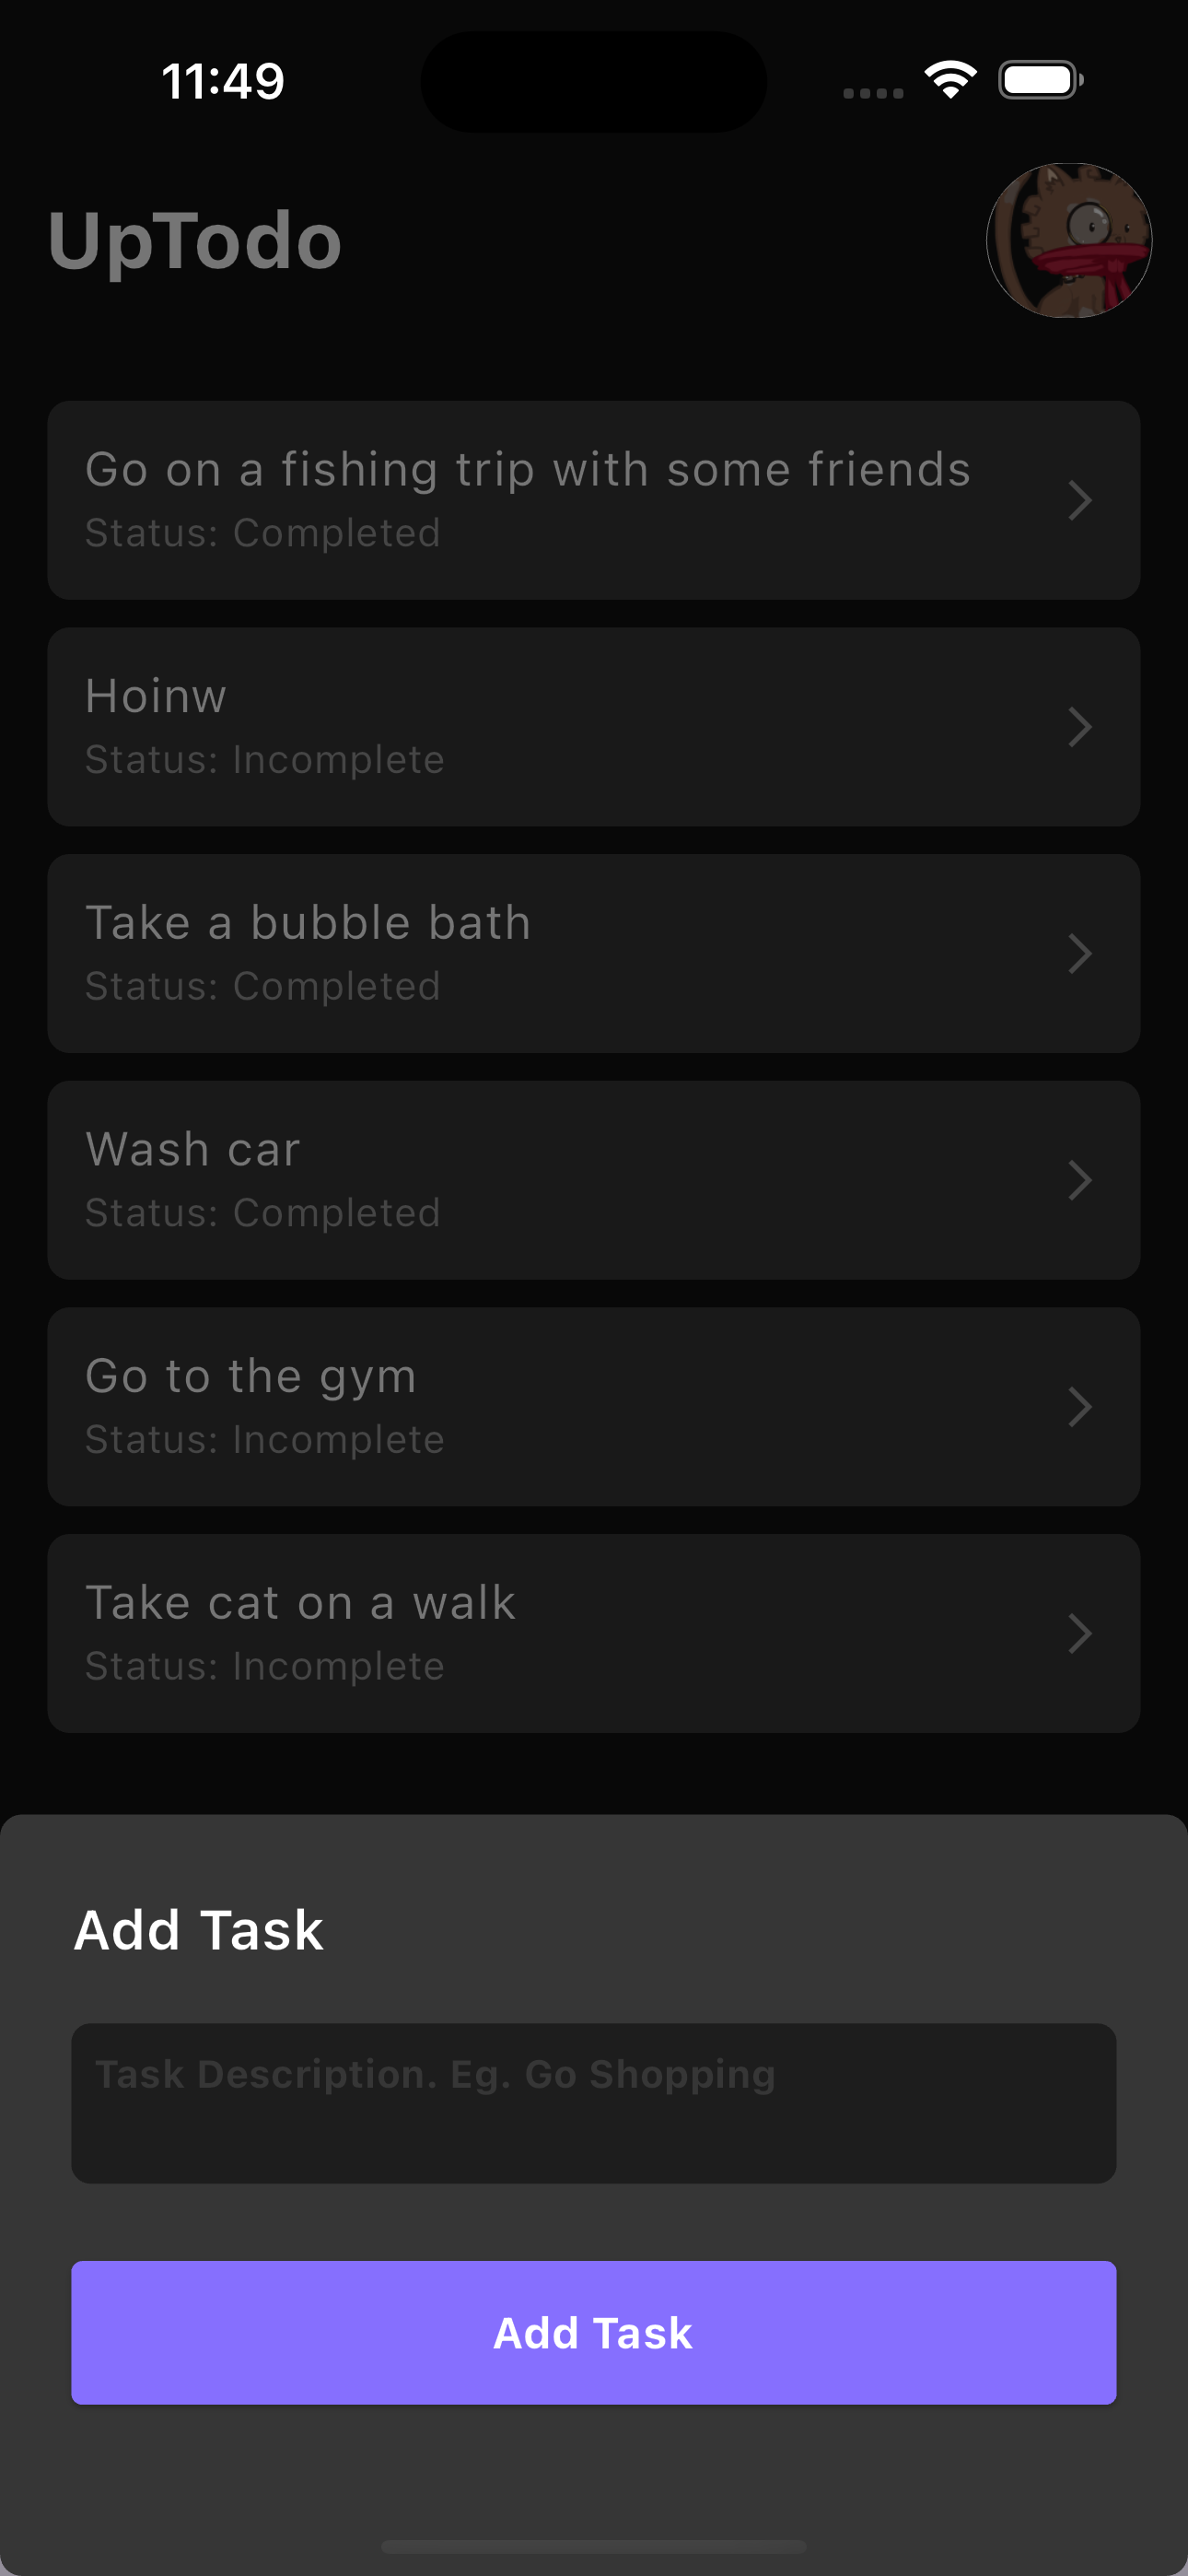 11:49
UpTodo
Go on a fishing trip with some friends
Status: Completed
Hoinw
Status: Incomplete
Take a bubble bath
Status: Completed
Wash car
Status: Completed
Go to the gym
Status: Incomplete
Take cat on a walk
Status: Incomplete
Add Task
Task Description. Eg. Go Shopping
Add Task